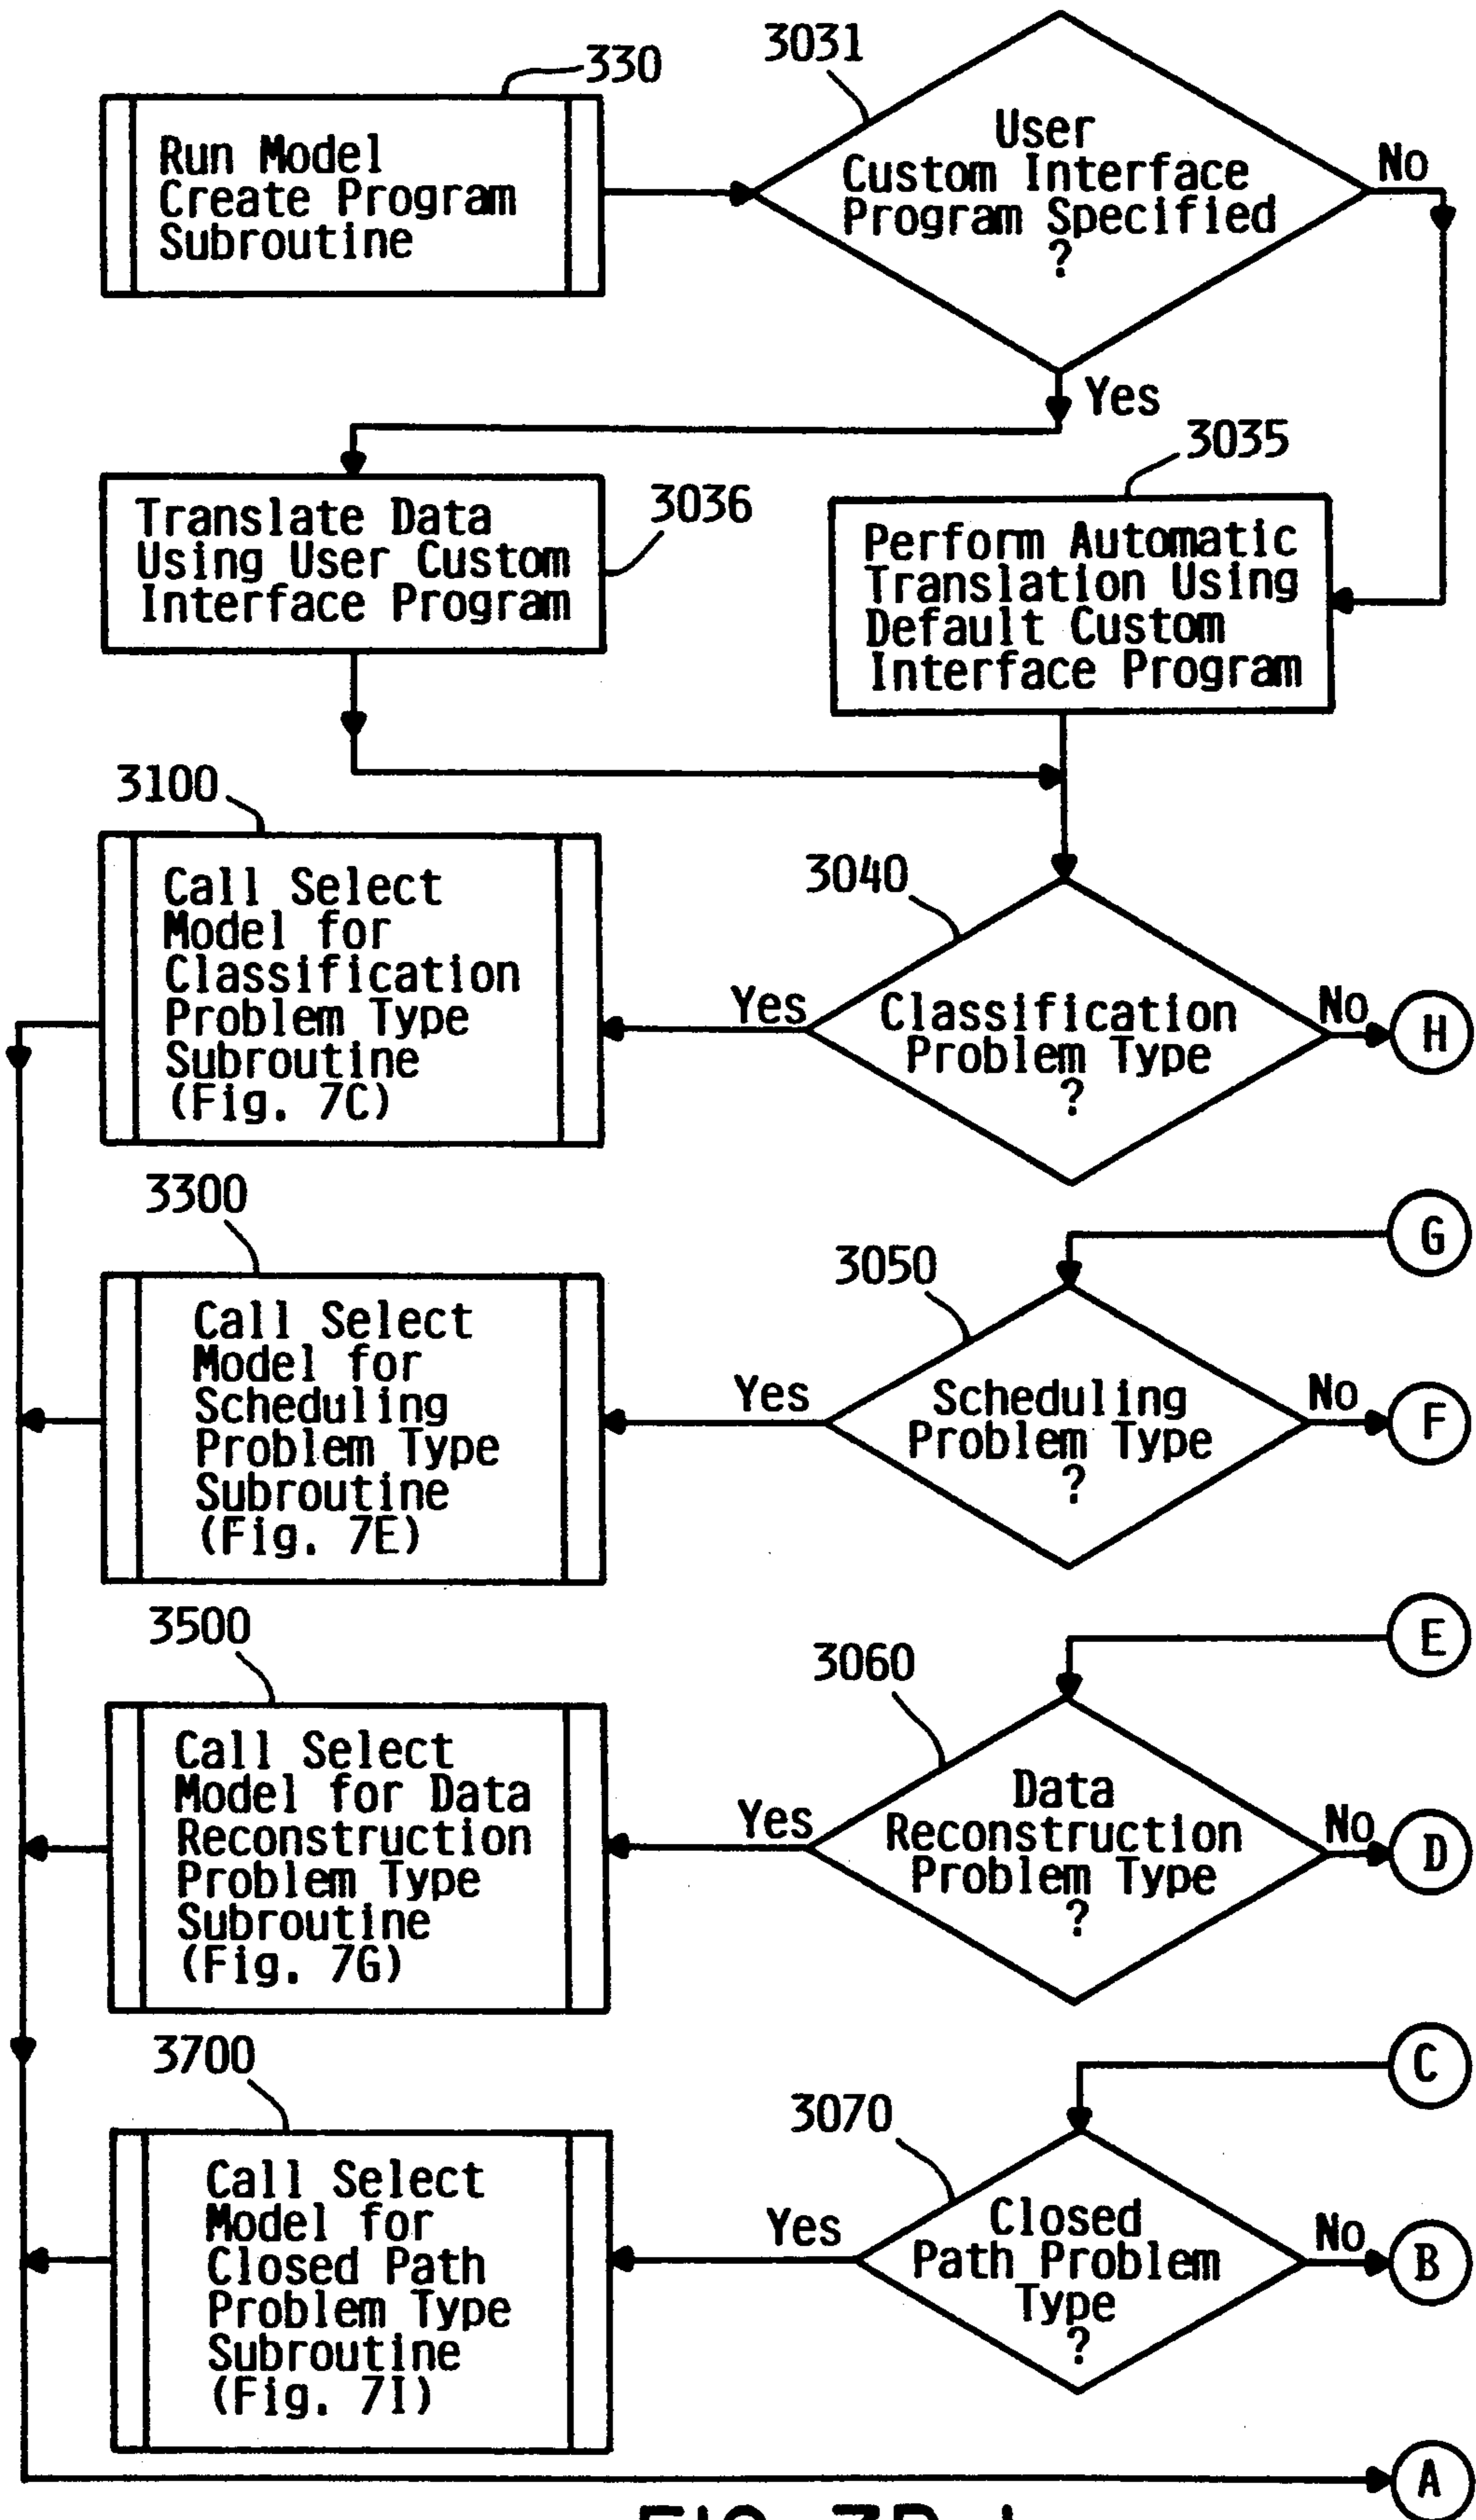 330
Run Model
Create Program
Subroutine
3031
User
Custom Interface
Program Specified
?
No
Yes
3036
Translate Data
Using User Custom
Interface Program
3035
Perform Automatic
Translation Using
Default Custom
Interface Program
3100
Call Select
Model for
Classification
Problem Type
Subroutine
(Fig. 7C)
Yes
3040
Classification
Problem Type
?
No
H
G
3300
Call Select
Model for
Scheduling
Problem Type
Subroutine
(Fig. 7E)
Yes
3050
Scheduling
Problem Type
?
No
F
E
3500
Call Select
Model for Data
Reconstruction
Problem Type
Subroutine
(Fig. 7G)
Yes
3060
Data
Reconstruction
Problem Type
?
No
D
C
3700
Call Select
Model for
Closed Path
Problem Type
Subroutine
(Fig. 7I)
Yes
3070
Closed
Path Problem
Type
?
No
B
A